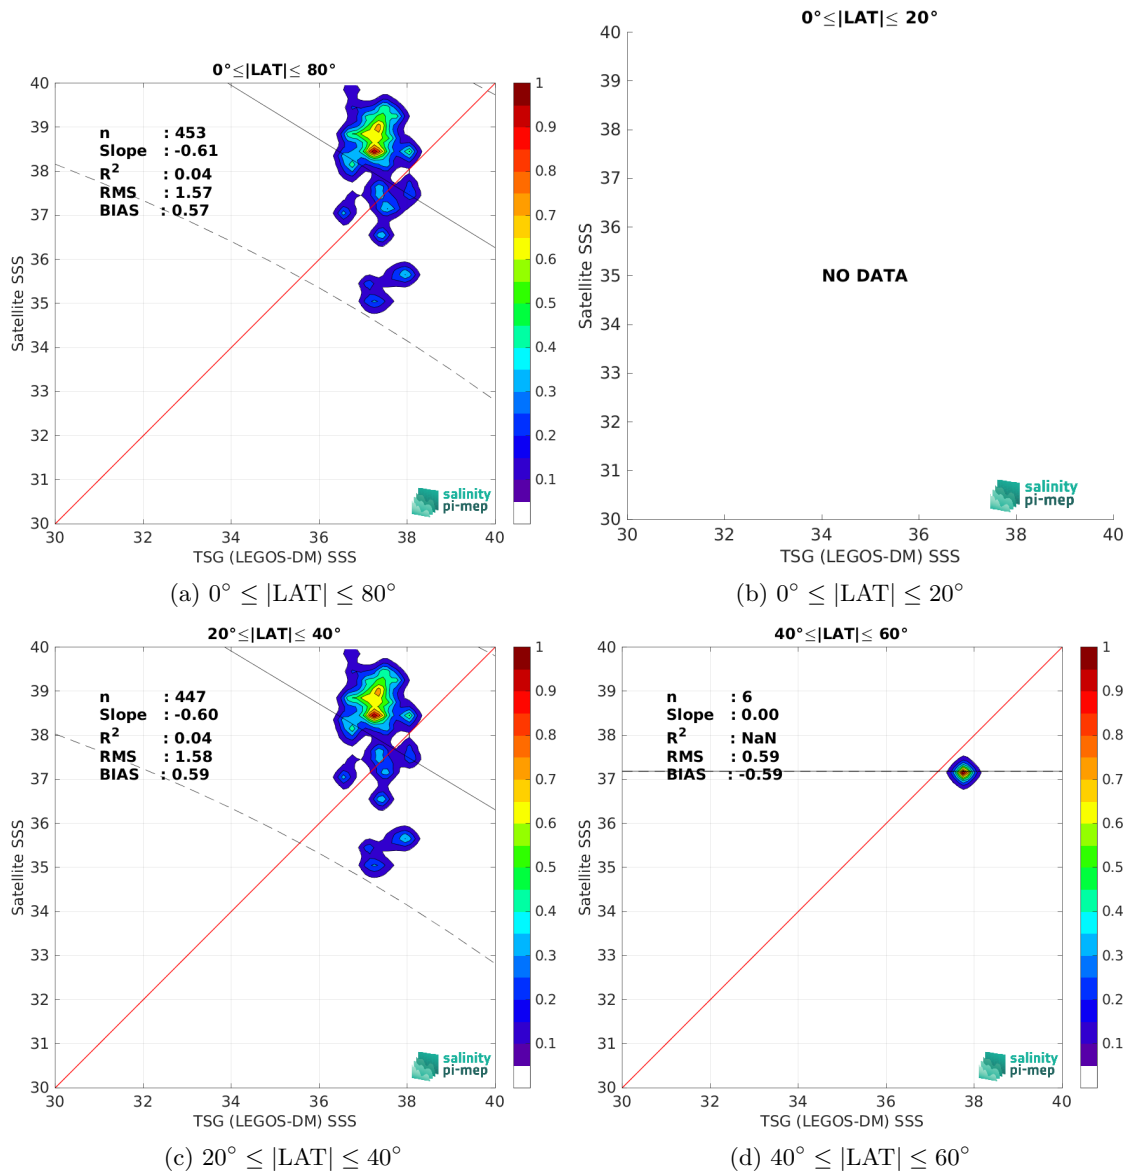 0°≤|LAT|≤ 80°
40
39
38
37
36
35
34
33
32
31
30
Satellite SSS
n : 453
Slope : -0.61
R² : 0.04
RMS : 1.57
BIAS : 0.57
salinity
pi-mep
30 32 34 36 38 40
TSG (LEGOS-DM) SSS
1
0.9
0.8
0.7
0.6
0.5
0.4
0.3
0.2
0.1
(a) 0° ≤ |LAT| ≤ 80°
0°≤|LAT|≤ 20°
40
39
38
37
36
35
34
33
32
31
30
Satellite SSS
NO DATA
salinity
pi-mep
30 32 34 36 38 40
TSG (LEGOS-DM) SSS
(b) 0° ≤ |LAT| ≤ 20°
20°≤|LAT|≤ 40°
40
39
38
37
36
35
34
33
32
31
30
Satellite SSS
n : 447
Slope : -0.60
R² : 0.04
RMS : 1.58
BIAS : 0.59
salinity
pi-mep
30 32 34 36 38 40
TSG (LEGOS-DM) SSS
1
0.9
0.8
0.7
0.6
0.5
0.4
0.3
0.2
0.1
(c) 20° ≤ |LAT| ≤ 40°
40°≤|LAT|≤ 60°
40
39
38
37
36
35
34
33
32
31
30
Satellite SSS
n : 6
Slope : 0.00
R² : NaN
RMS : 0.59
BIAS : -0.59
salinity
pi-mep
30 32 34 36 38 40
TSG (LEGOS-DM) SSS
1
0.9
0.8
0.7
0.6
0.5
0.4
0.3
0.2
0.1
(d) 40° ≤ |LAT| ≤ 60°